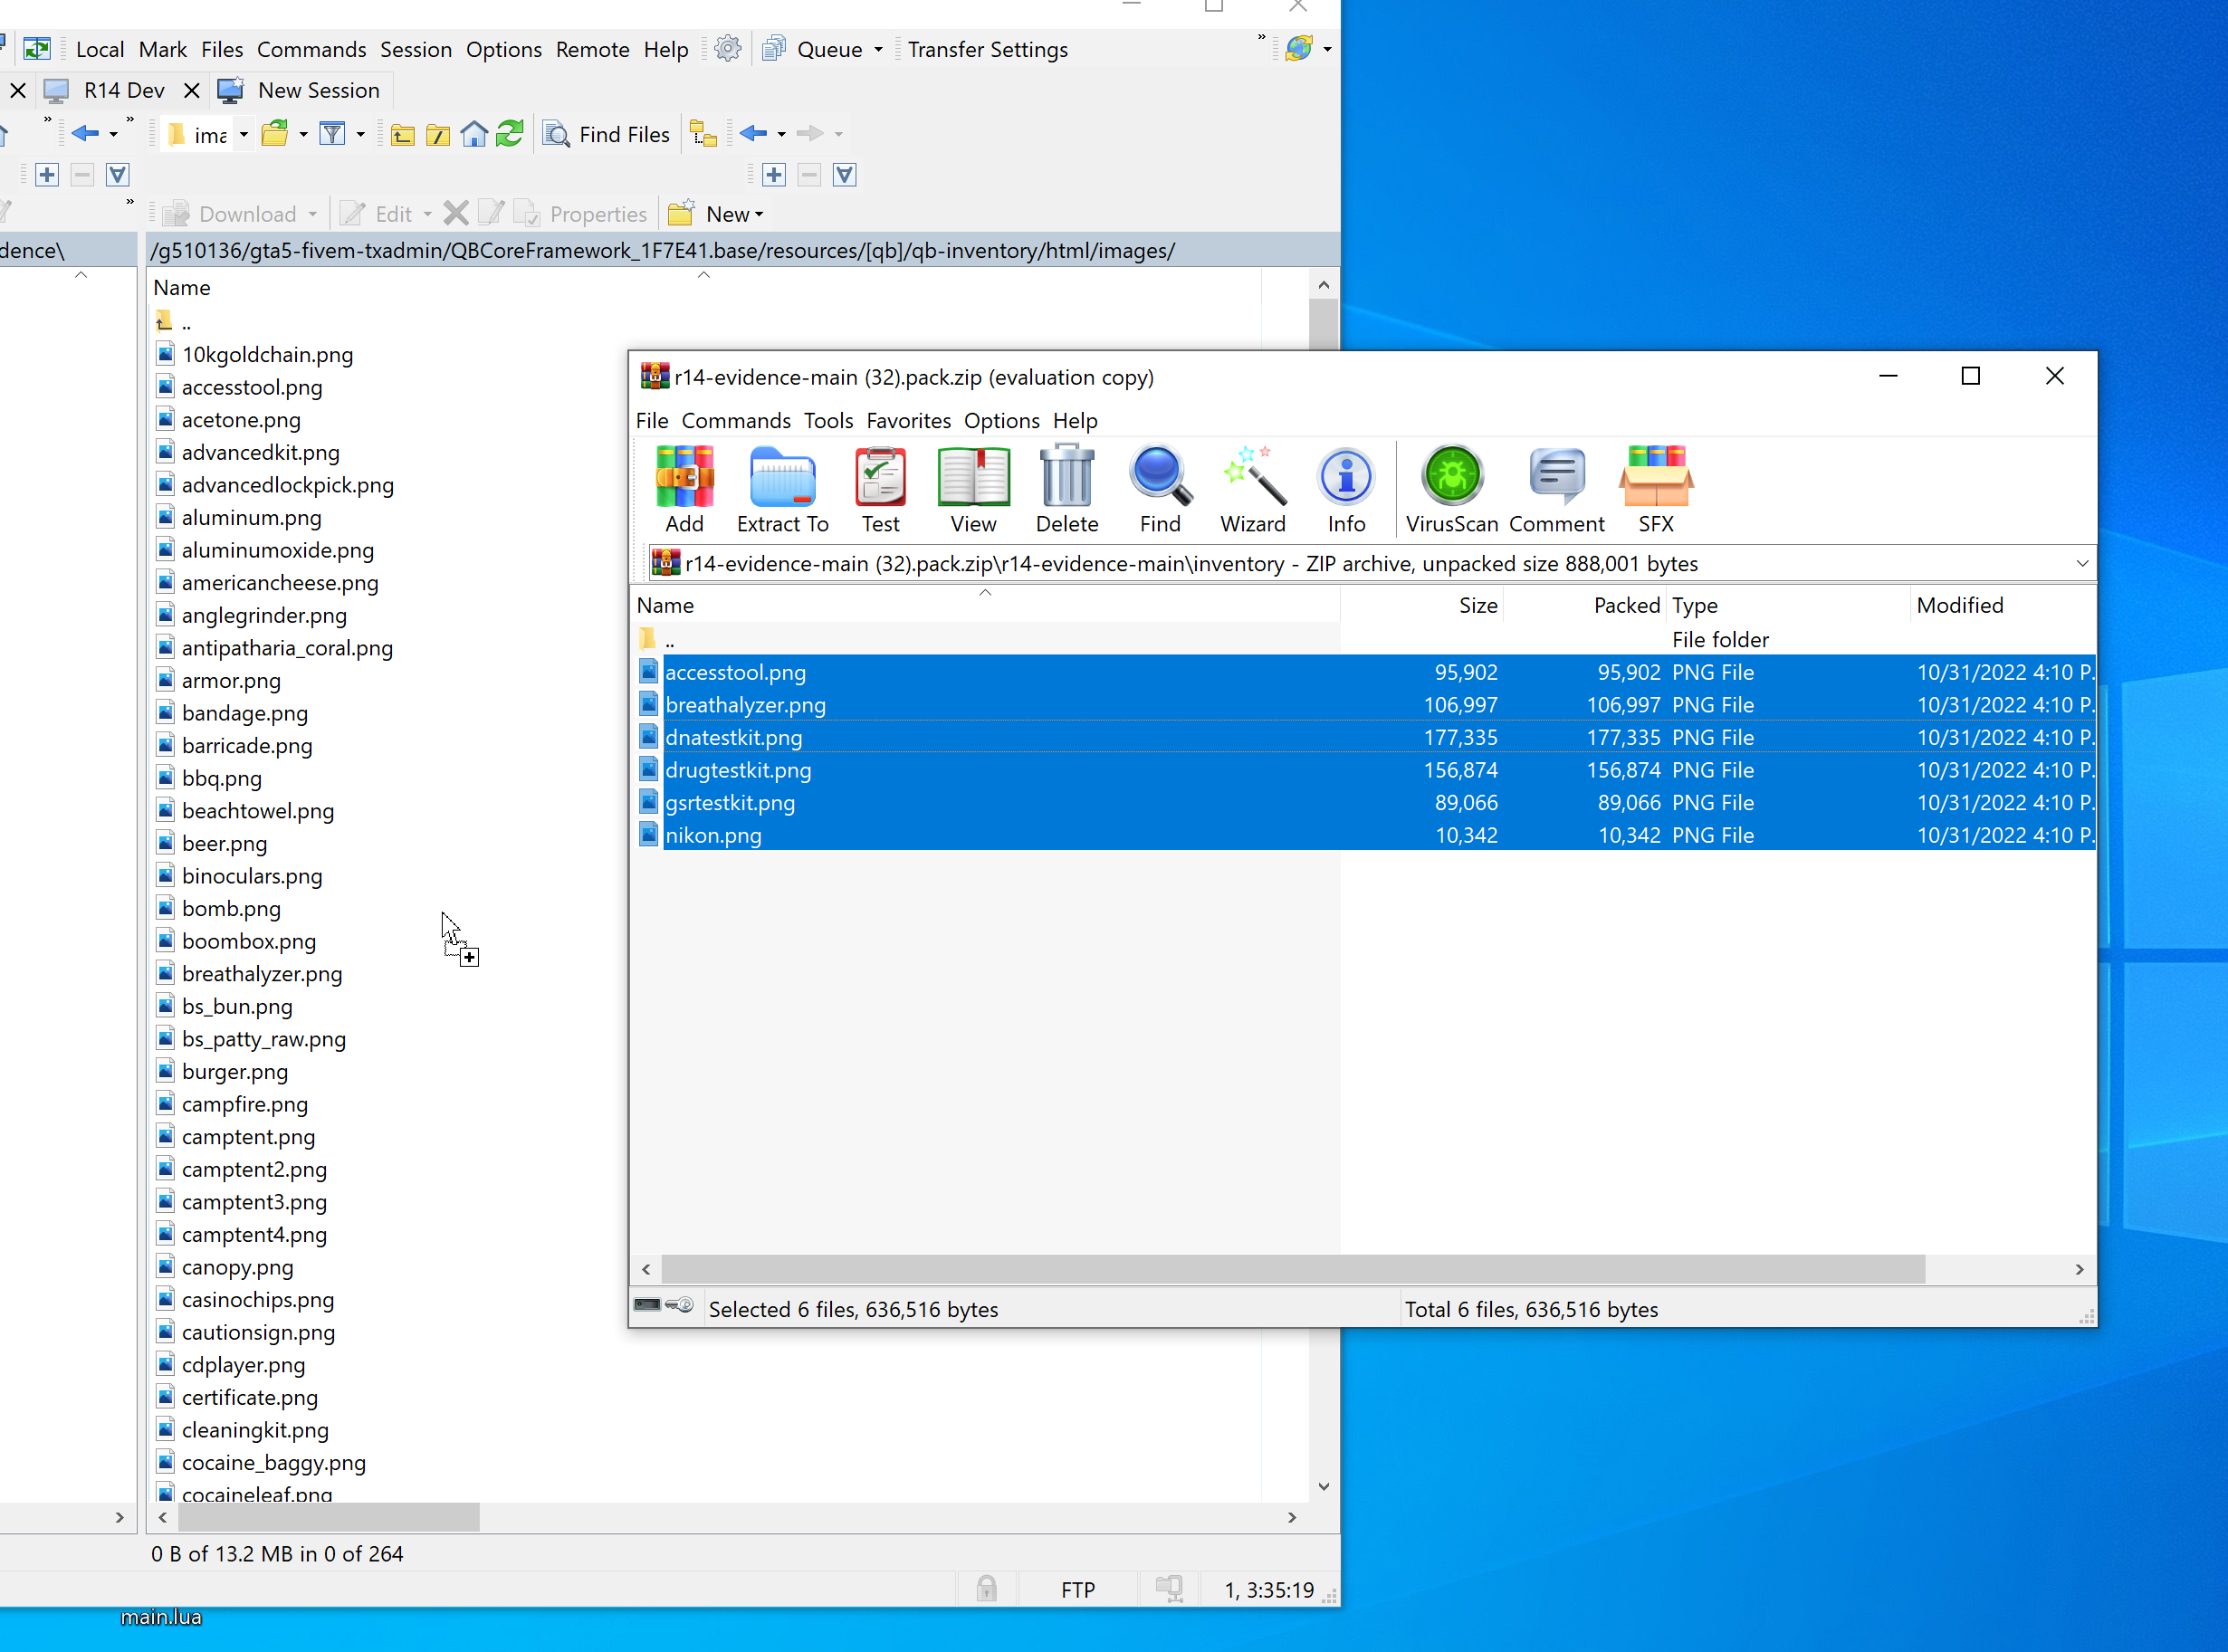 Local Mark Files Commands Session Options Remote Help Queue Transfer Settings »
R14 Dev New Session
» » ima Find Files
» Download Edit Properties New
dence\ /g510136/gta5-fivem-txadmin/QBCoreFramework_1F7E41.base/resources/[qb]/qb-inventory/html/images/
Name
..
10kgoldchain.png
accesstool.png
acetone.png
advancedkit.png
advancedlockpick.png
aluminum.png
aluminumoxide.png
americancheese.png
anglegrinder.png
antipatharia_coral.png
armor.png
bandage.png
barricade.png
bbq.png
beachtowel.png
beer.png
binoculars.png
bomb.png
boombox.png
breathalyzer.png
bs_bun.png
bs_patty_raw.png
burger.png
campfire.png
camptent.png
camptent2.png
camptent3.png
camptent4.png
canopy.png
casinochips.png
cautionsign.png
cdplayer.png
certificate.png
cleaningkit.png
cocaine_baggy.png
cocaineleaf.png
0 B of 13.2 MB in 0 of 264
FTP 1, 3:35:19
main.lua
r14-evidence-main (32).pack.zip (evaluation copy)
File Commands Tools Favorites Options Help
Add Extract To Test View Delete Find Wizard Info VirusScan Comment SFX
r14-evidence-main (32).pack.zip\r14-evidence-main\inventory - ZIP archive, unpacked size 888,001 bytes
Name Size Packed Type Modified
.. File folder
accesstool.png 95,902 95,902 PNG File 10/31/2022 4:10 P.
breathalyzer.png 106,997 106,997 PNG File 10/31/2022 4:10 P.
dnatestkit.png 177,335 177,335 PNG File 10/31/2022 4:10 P.
drugtestkit.png 156,874 156,874 PNG File 10/31/2022 4:10 P.
gsrtestkit.png 89,066 89,066 PNG File 10/31/2022 4:10 P.
nikon.png 10,342 10,342 PNG File 10/31/2022 4:10 P.
Selected 6 files, 636,516 bytes Total 6 files, 636,516 bytes